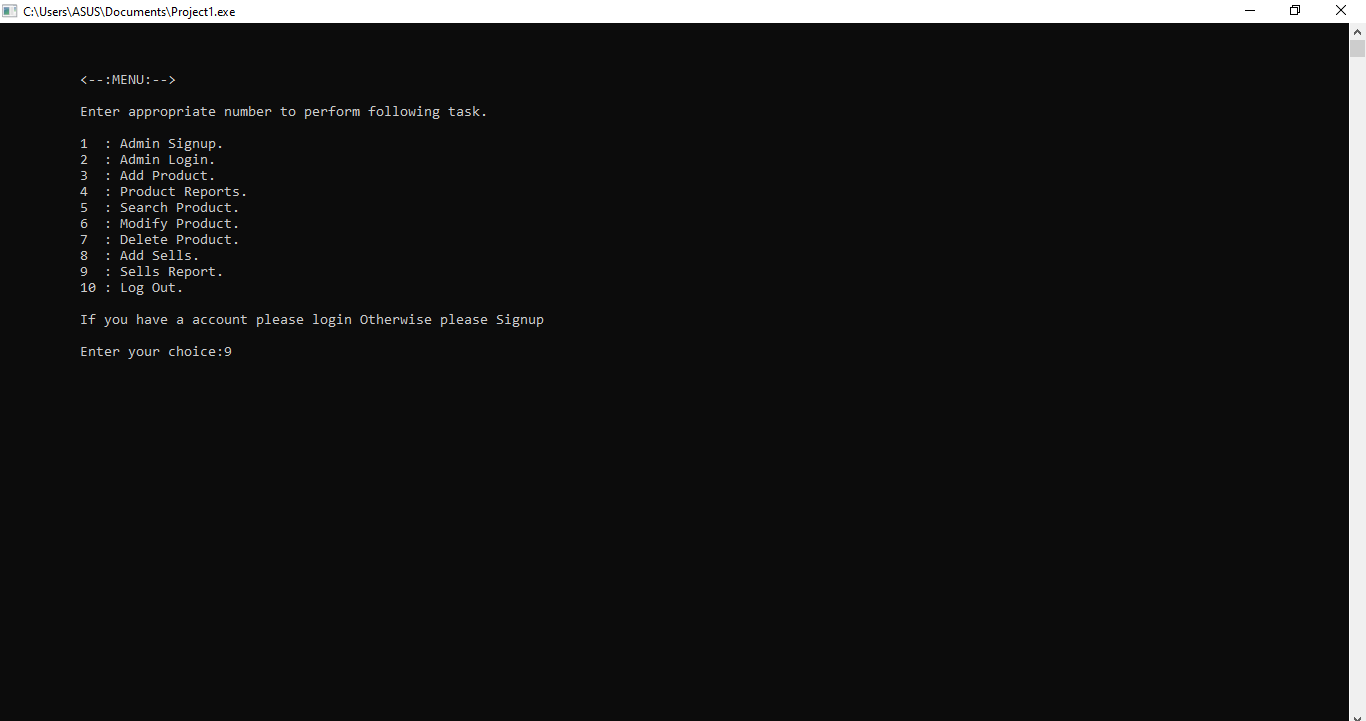 C:\Users\ASUS\Documents\Project1.exe
<--:MENU:-->
Enter appropriate number to perform following task.
1  : Admin Signup.
2  : Admin Login.
3  : Add Product.
4  : Product Reports.
5  : Search Product.
6  : Modify Product.
7  : Delete Product.
8  : Add Sells.
9  : Sells Report.
10 : Log Out.
If you have a account please login Otherwise please Signup
Enter your choice:9